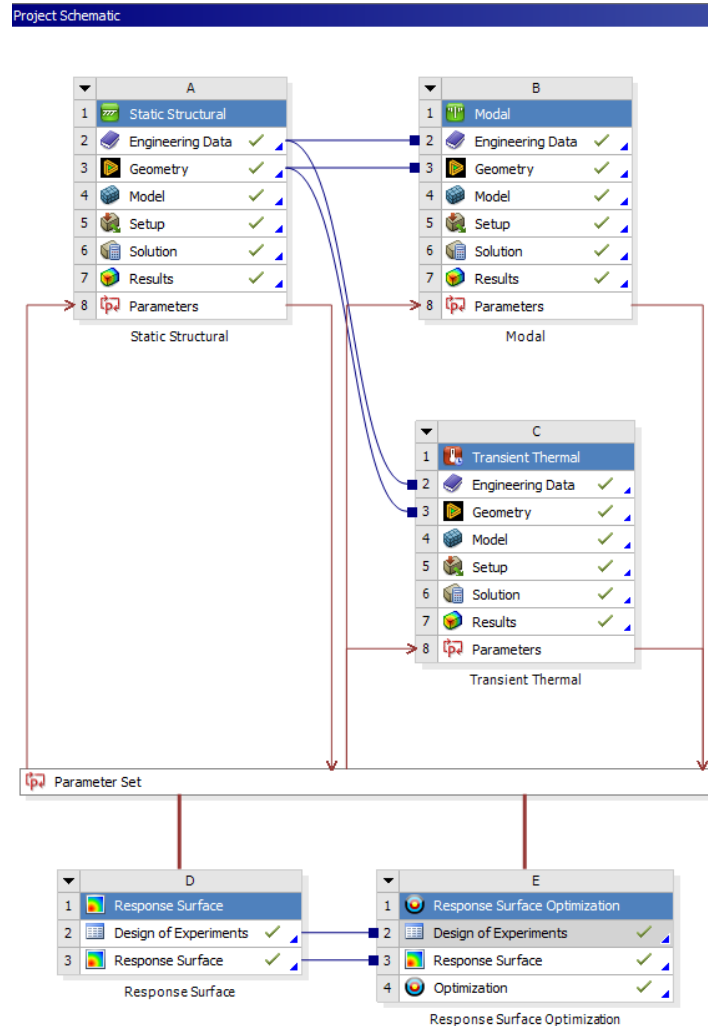 Project Schematic
A
1 Static Structural
2 Engineering Data
3 Geometry
4 Model
5 Setup
6 Solution
7 Results
8 Parameters
Static Structural
B
1 Modal
2 Engineering Data
3 Geometry
4 Model
5 Setup
6 Solution
7 Results
8 Parameters
Modal
C
1 Transient Thermal
2 Engineering Data
3 Geometry
4 Model
5 Setup
6 Solution
7 Results
8 Parameters
Transient Thermal
Parameter Set
D
1 Response Surface
2 Design of Experiments
3 Response Surface
Response Surface
E
1 Response Surface Optimization
2 Design of Experiments
3 Response Surface
4 Optimization
Response Surface Optimization